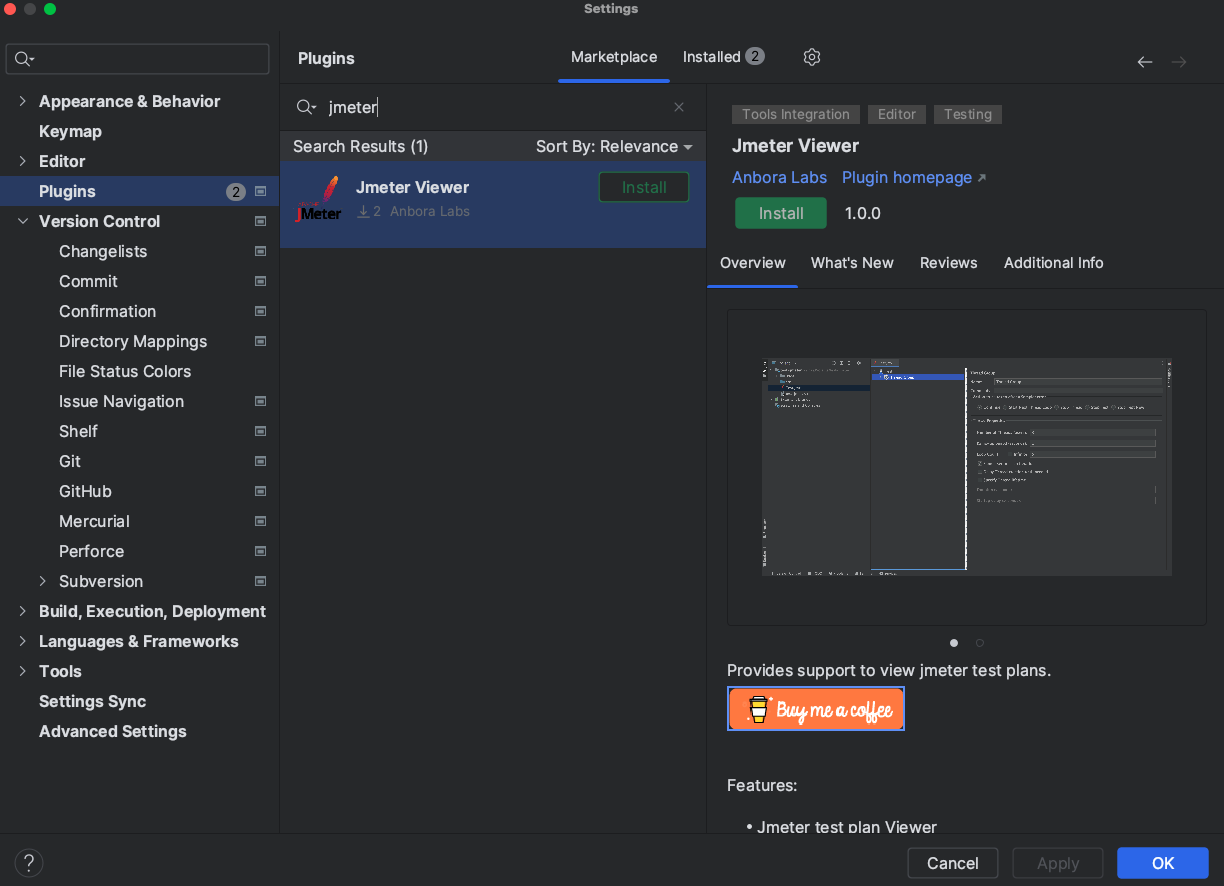 Settings
Appearance & Behavior
Keymap
Editor
Plugins
2
Version Control
Changelists
Commit
Confirmation
Directory Mappings
File Status Colors
Issue Navigation
Shelf
Git
GitHub
Mercurial
Perforce
Subversion
Build, Execution, Deployment
Languages & Frameworks
Tools
Settings Sync
Advanced Settings
Plugins
Marketplace
Installed 2
jmeter
Search Results (1)
Sort By: Relevance
JMeter
Jmeter Viewer
2 Anbora Labs
Install
Tools Integration
Editor
Testing
Jmeter Viewer
Anbora Labs
Plugin homepage
Install
1.0.0
Overview
What's New
Reviews
Additional Info
Provides support to view jmeter test plans.
Buy me a coffee
Features:
• Jmeter test plan Viewer
?
Cancel
Apply
OK